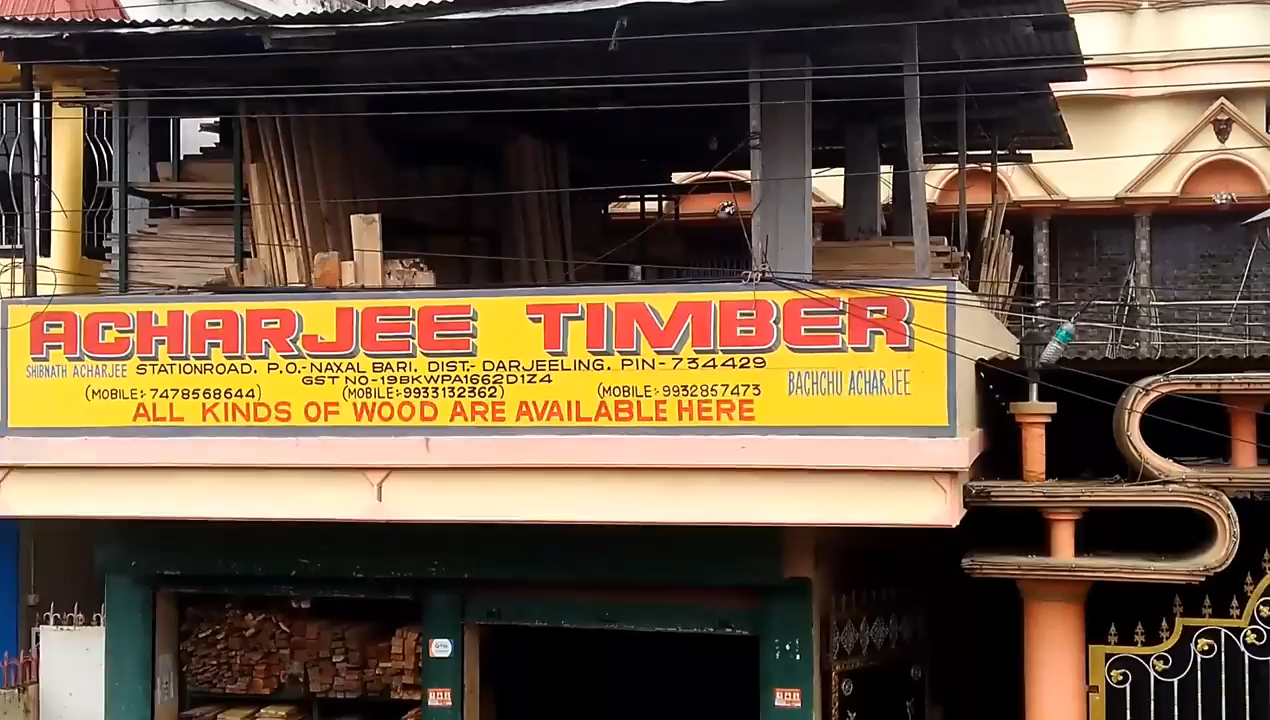 ACHARJEE TIMBER
SHIBNATH ACHARJEE STATIONROAD. P.O.-NAXAL BARI. DIST.- DARJEELING. PIN-734429
GST NO-19BKWPA1662D1Z4
(MOBILE:-7478568644) (MOBILE:-9933132362) (MOBILE:-9932857473 BACHCHU ACHARJEE
ALL KINDS OF WOOD ARE AVAILABLE HERE